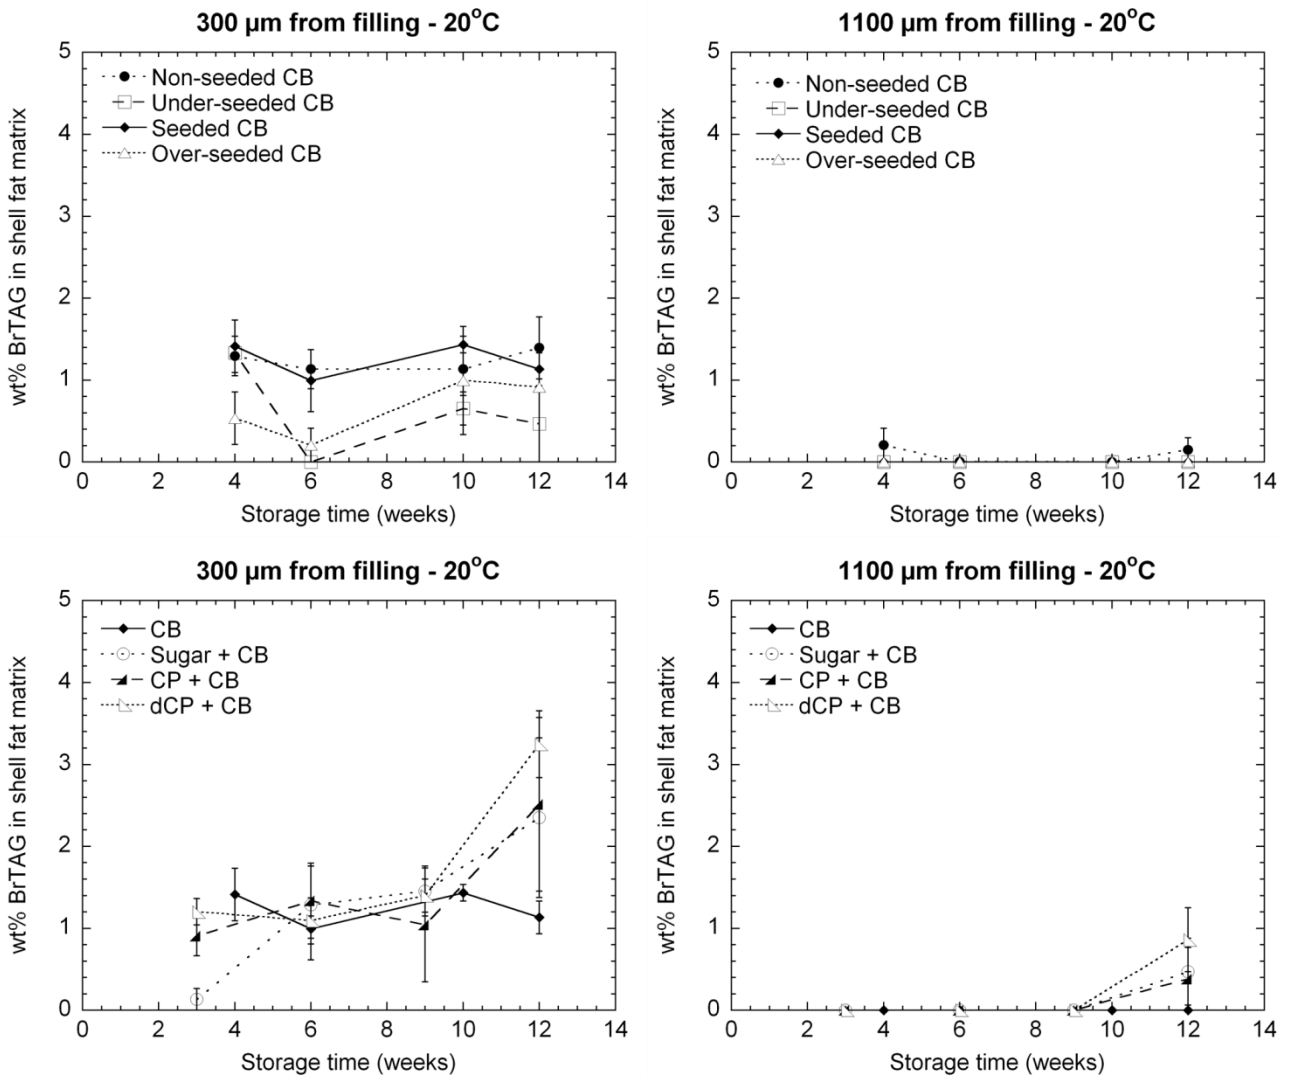 300 µm from filling - 20°C
wt% BrTAG in shell fat matrix
5
4
3
2
1
0
Non-seeded CB
Under-seeded CB
Seeded CB
Over-seeded CB
0 2 4 6 8 10 12 14
Storage time (weeks)
1100 µm from filling - 20°C
wt% BrTAG in shell fat matrix
5
4
3
2
1
0
Non-seeded CB
Under-seeded CB
Seeded CB
Over-seeded CB
0 2 4 6 8 10 12 14
Storage time (weeks)
300 µm from filling - 20°C
wt% BrTAG in shell fat matrix
5
4
3
2
1
0
CB
Sugar + CB
CP + CB
dCP + CB
0 2 4 6 8 10 12 14
Storage time (weeks)
1100 µm from filling - 20°C
wt% BrTAG in shell fat matrix
5
4
3
2
1
0
CB
Sugar + CB
CP + CB
dCP + CB
0 2 4 6 8 10 12 14
Storage time (weeks)